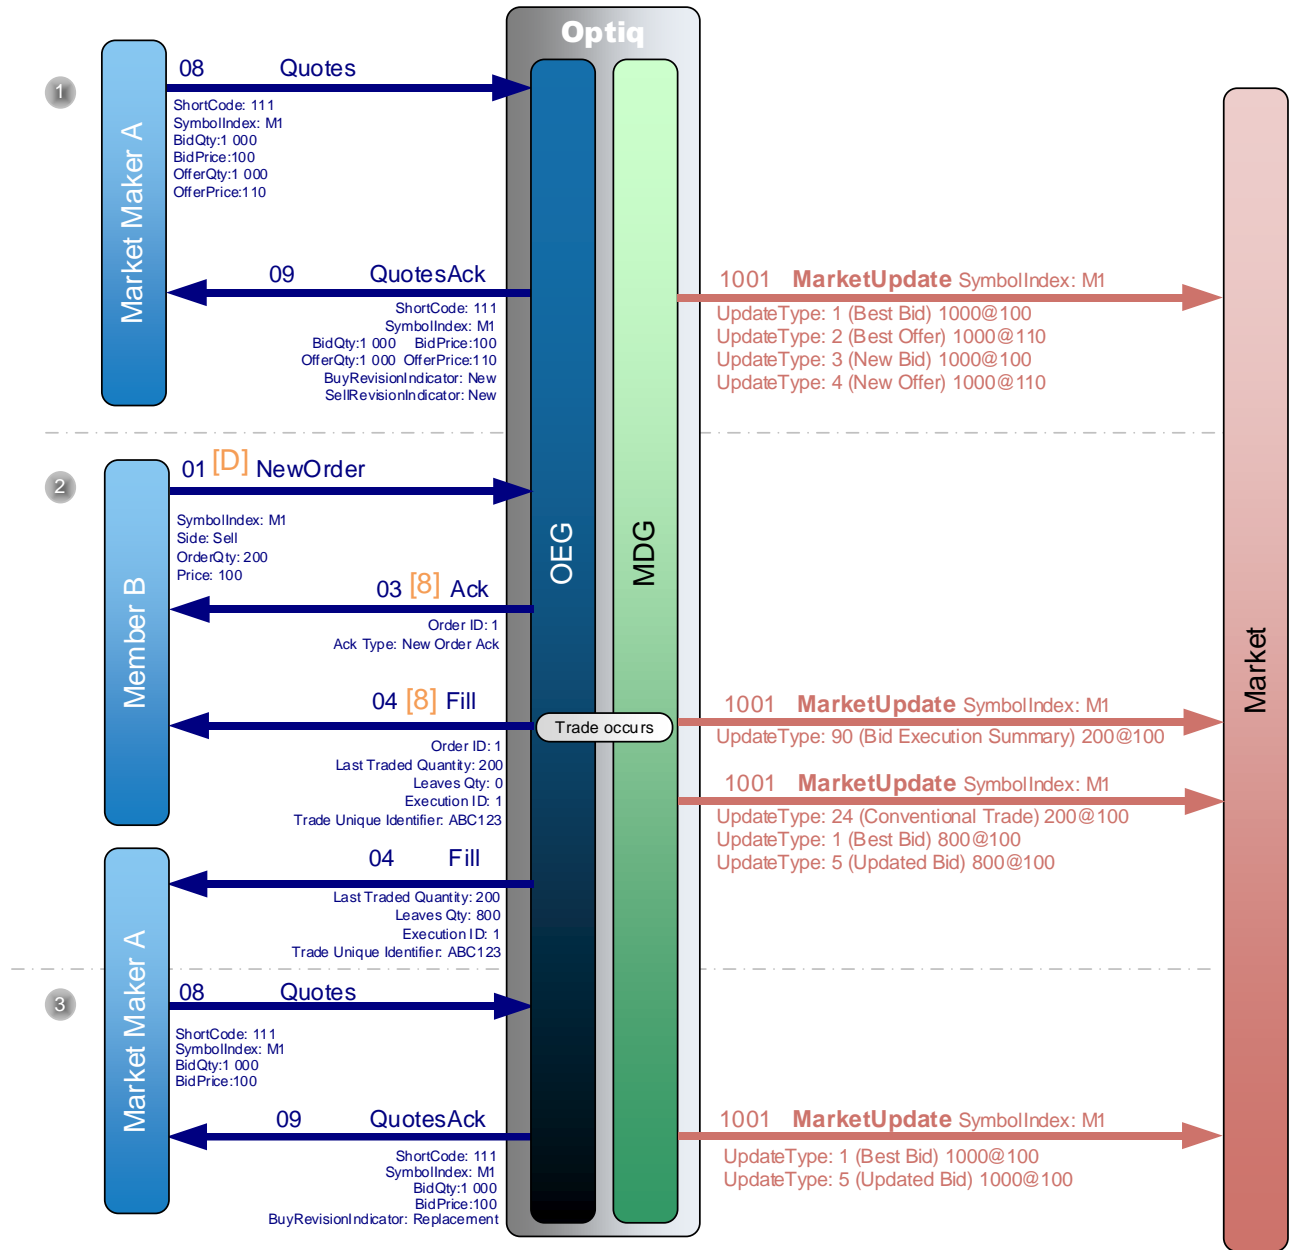 Optiq
1
Market Maker A
08 Quotes
ShortCode: 111
SymbolIndex: M1
BidQty:1 000
BidPrice:100
OfferQty:1 000
OfferPrice:110
09 QuotesAck
ShortCode: 111
SymbolIndex: M1
BidQty:1 000 BidPrice:100
OfferQty:1 000 OfferPrice:110
BuyRevisionIndicator: New
SellRevisionIndicator: New
1001 MarketUpdate SymbolIndex: M1
UpdateType: 1 (Best Bid) 1000@100
UpdateType: 2 (Best Offer) 1000@110
UpdateType: 3 (New Bid) 1000@100
UpdateType: 4 (New Offer) 1000@110
OEG
MDG
Market
2
Member B
01 [D] NewOrder
SymbolIndex: M1
Side: Sell
OrderQty: 200
Price: 100
03 [8] Ack
Order ID: 1
Ack Type: New Order Ack
04 [8] Fill
Order ID: 1
Last Traded Quantity: 200
Leaves Qty: 0
Execution ID: 1
Trade Unique Identifier: ABC123
Trade occurs
1001 MarketUpdate SymbolIndex: M1
UpdateType: 90 (Bid Execution Summary) 200@100
1001 MarketUpdate SymbolIndex: M1
UpdateType: 24 (Conventional Trade) 200@100
UpdateType: 1 (Best Bid) 800@100
UpdateType: 5 (Updated Bid) 800@100
Market Maker A
04 Fill
Last Traded Quantity: 200
Leaves Qty: 800
Execution ID: 1
Trade Unique Identifier: ABC123
3
08 Quotes
ShortCode: 111
SymbolIndex: M1
BidQty:1 000
BidPrice:100
09 QuotesAck
ShortCode: 111
SymbolIndex: M1
BidQty:1 000
BidPrice:100
BuyRevisionIndicator: Replacement
1001 MarketUpdate SymbolIndex: M1
UpdateType: 1 (Best Bid) 1000@100
UpdateType: 5 (Updated Bid) 1000@100